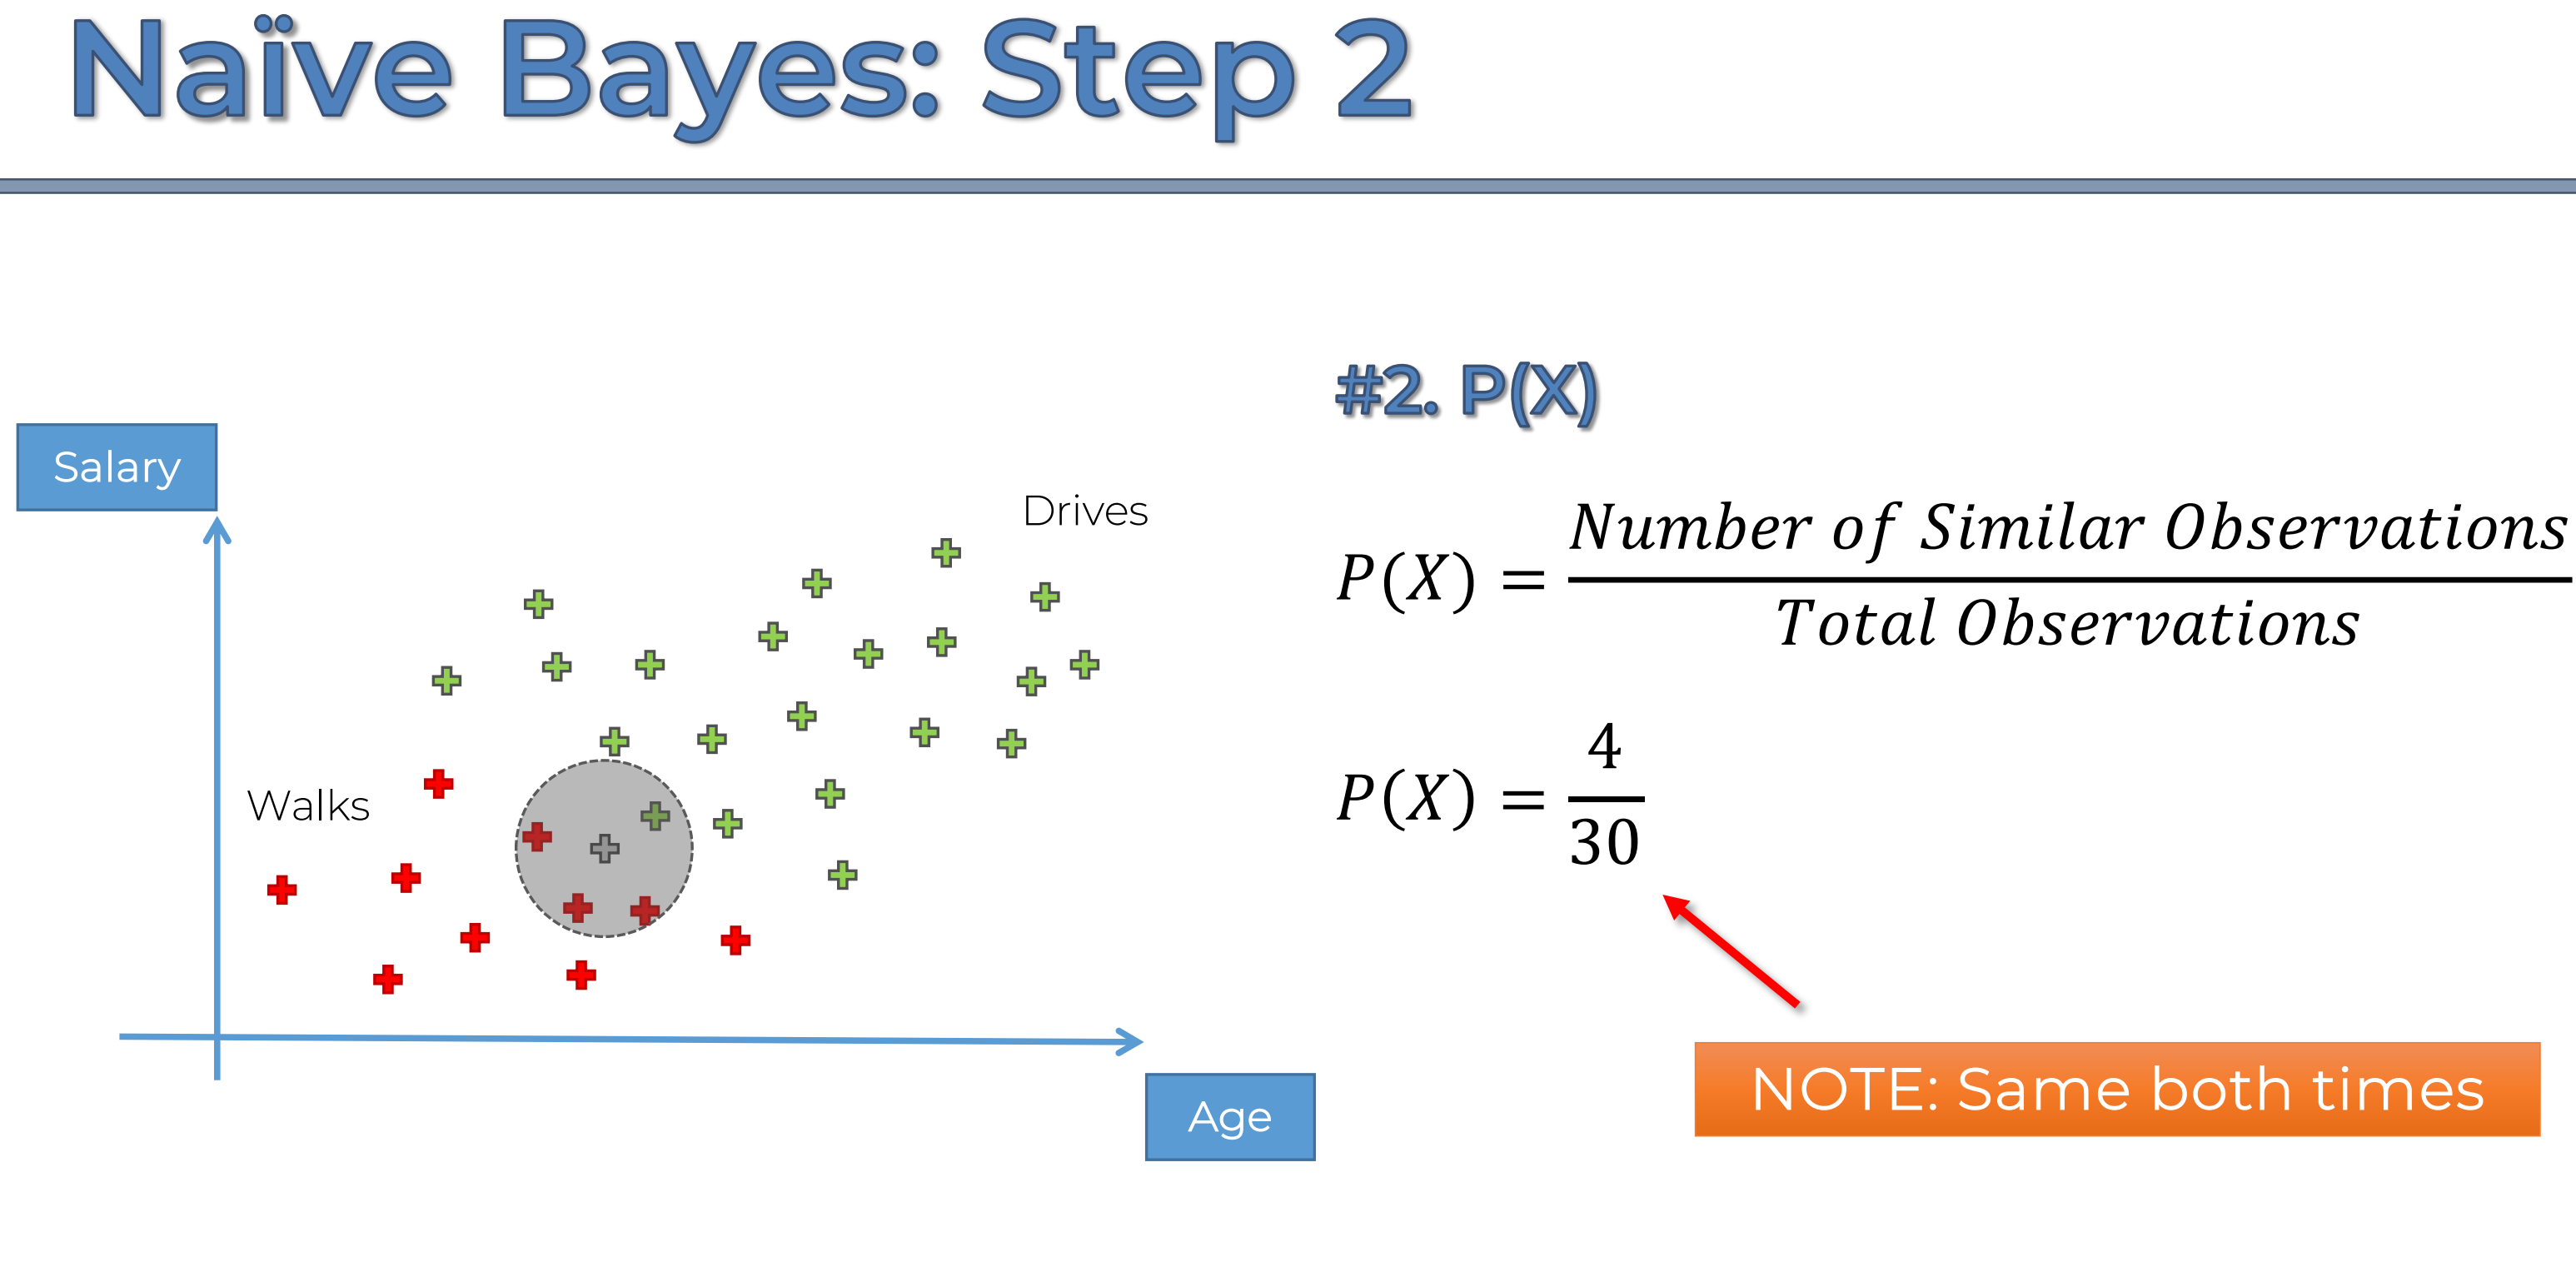 Naïve Bayes: Step 2
Salary
Drives
Walks
Age
#2. P(X)
P(X) = Number of Similar Observations / Total Observations
P(X) = 4 / 30
NOTE: Same both times